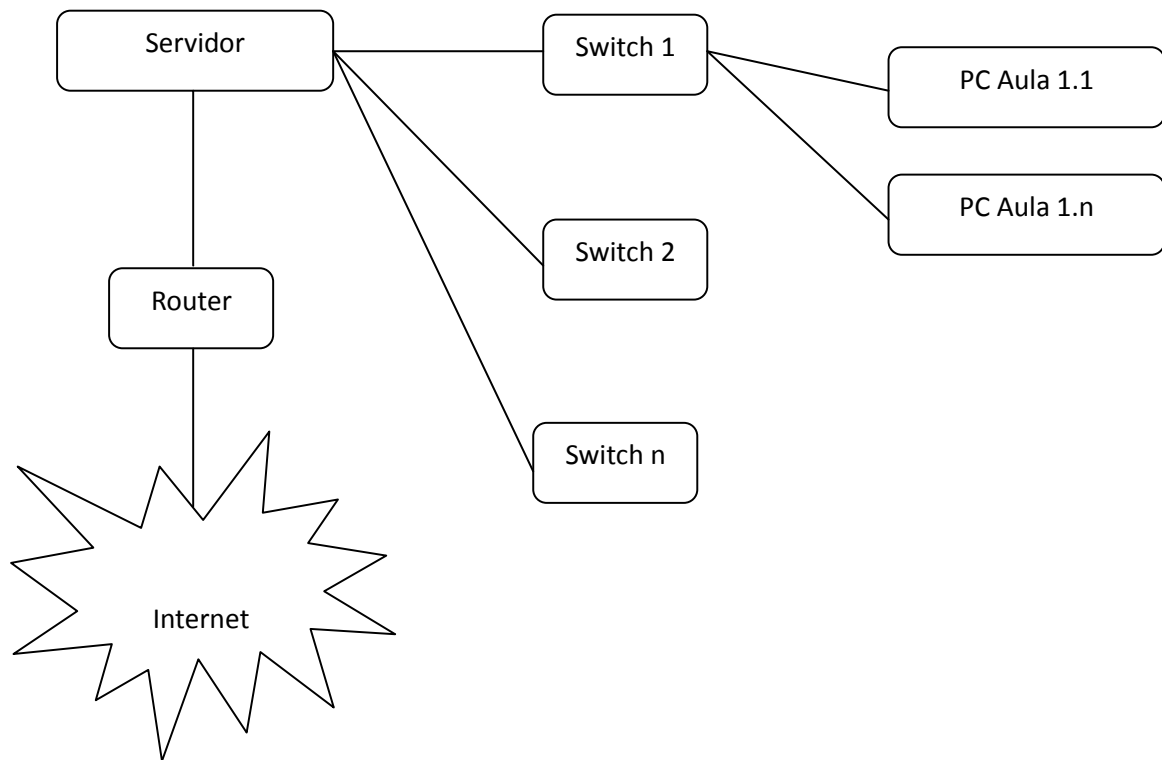 Servidor
Switch 1
PC Aula 1.1
PC Aula 1.n
Switch 2
Router
Switch n
Internet